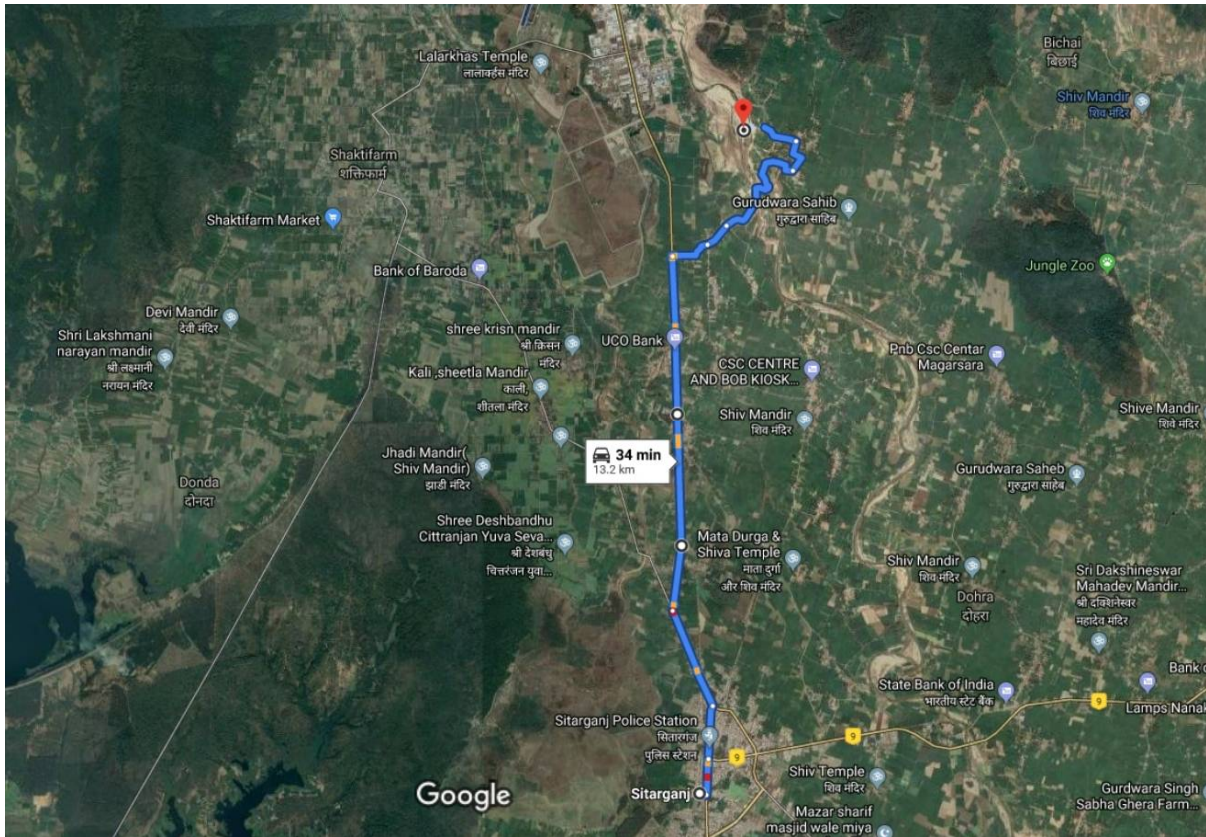 Lalarkhas Temple
लालार्क्हस मंदिर
Bichai
बिछाई
Shiv Mandir
शिव मंदिर
Shaktifarm
शक्तिफार्म
Gurudwara Sahib
गुरुद्वारा साहिब
Shaktifarm Market
Bank of Baroda
Jungle Zoo
Devi Mandir
देवी मंदिर
Shri Lakshmani
narayan mandir
श्री लक्ष्मानी
नरायन मंदिर
shree krisn mandir
श्री क्रिसन
मंदिर
UCO Bank
CSC CENTRE
AND BOB KIOSK...
Pnb Csc Centar
Magarsara
Kali ,sheetla Mandir
काली,
शीतला मंदिर
Shiv Mandir
शिव मंदिर
Shive Mandir
शिवे मंदिर
34 min
13.2 km
Jhadi Mandir(
Shiv Mandir)
झाडी मंदिर
Gurudwara Saheb
गुरुद्वारा साहेब
Donda
दोनदा
Shree Deshbandhu
Cittranjan Yuva Seva...
श्री देशबंधु
चित्तरंजन युवा...
Mata Durga &
Shiva Temple
माता दुर्गा
और शिव मंदिर
Shiv Mandir
शिव मंदिर
Dohra
दोहरा
Sri Dakshineswar
Mahadev Mandir...
श्री दक्शिनेस्वर
महादेव मंदिर
State Bank of India
भारतीय स्टेट बैंक
Bank o
Lamps Nanak
9
9
9
Sitarganj Police Station
सितारगंज
पुलिस स्टेशन
Shiv Temple
शिव मंदिर
Sitarganj
Google
Mazar sharif
masjid wale miya
Gurdwara Singh
Sabha Ghera Farm...